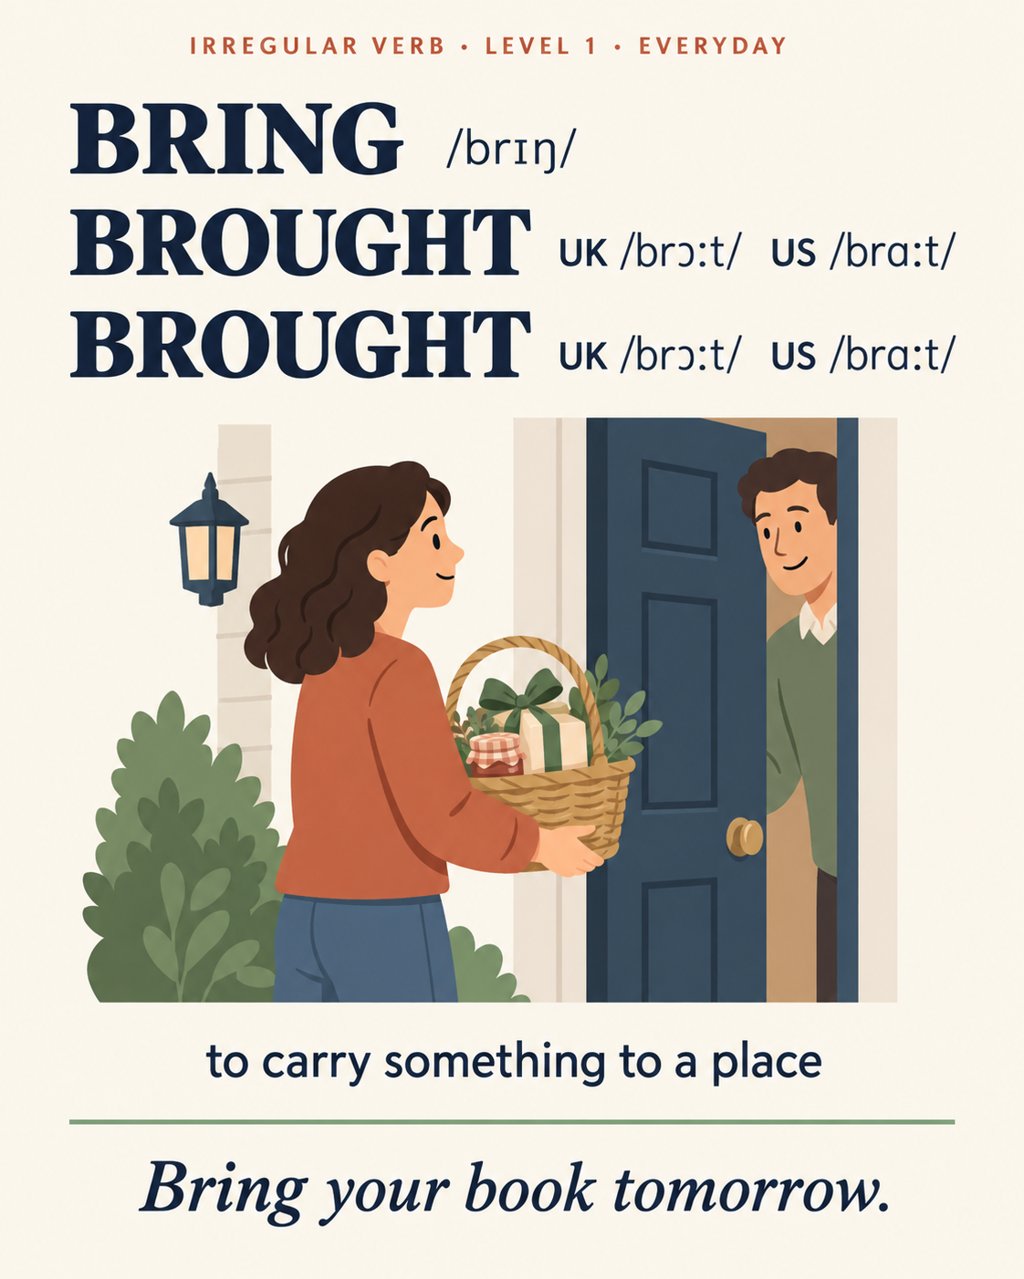 IRREGULAR VERB · LEVEL 1 · EVERYDAY
BRING /brɪŋ/
BROUGHT UK /brɔːt/ US /brɑːt/
BROUGHT UK /brɔːt/ US /brɑːt/
to carry something to a place
Bring your book tomorrow.